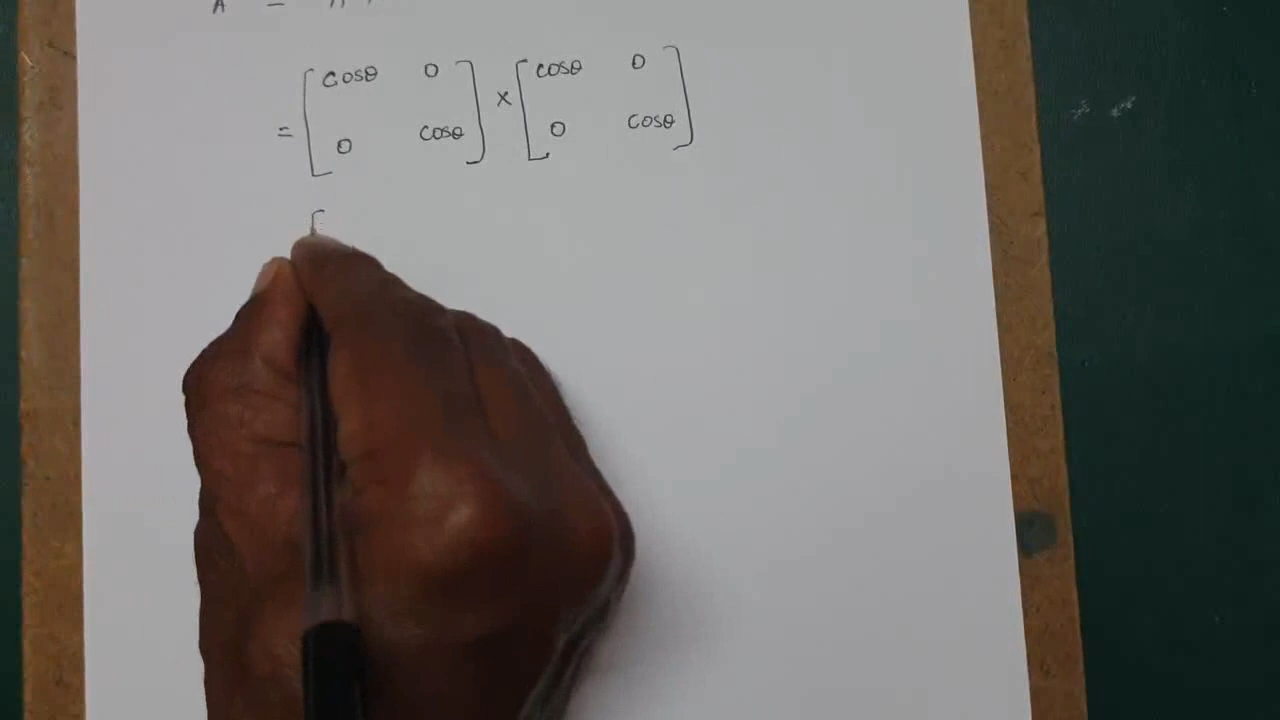 A =
cosθ 0 cosθ 0
= ×
0 cosθ 0 cosθ
[